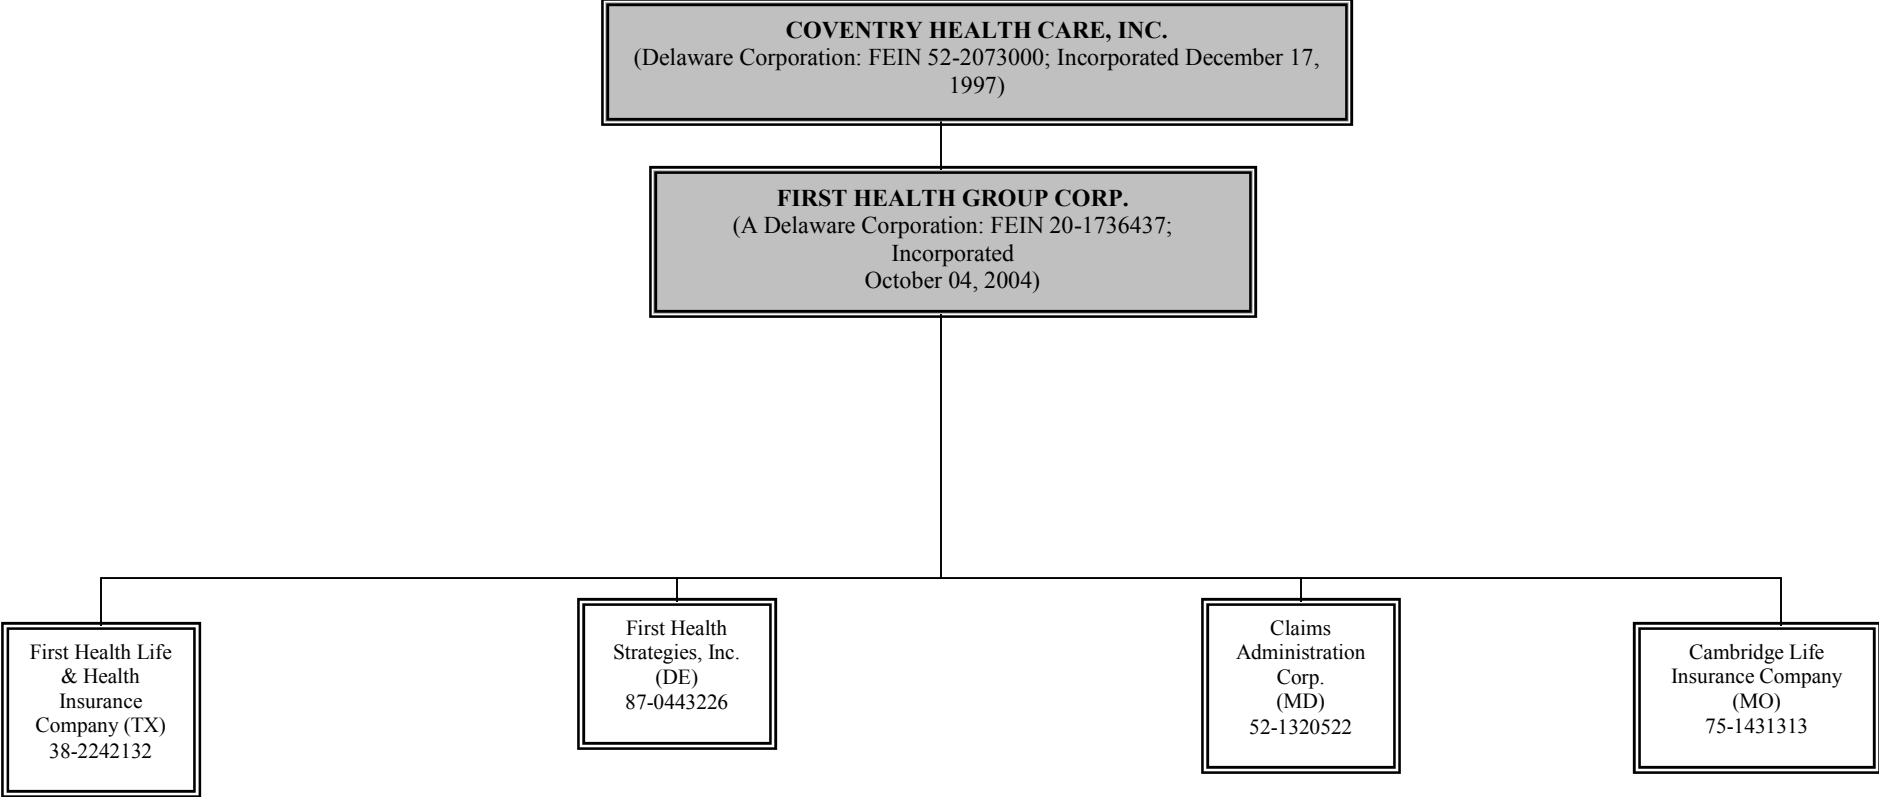 COVENTRY HEALTH CARE, INC.
(Delaware Corporation: FEIN 52-2073000; Incorporated December 17,
1997)
FIRST HEALTH GROUP CORP.
(A Delaware Corporation: FEIN 20-1736437;
Incorporated
October 04, 2004)
First Health Life
& Health
Insurance
Company (TX)
38-2242132
First Health
Strategies, Inc.
(DE)
87-0443226
Claims
Administration
Corp.
(MD)
52-1320522
Cambridge Life
Insurance Company
(MO)
75-1431313